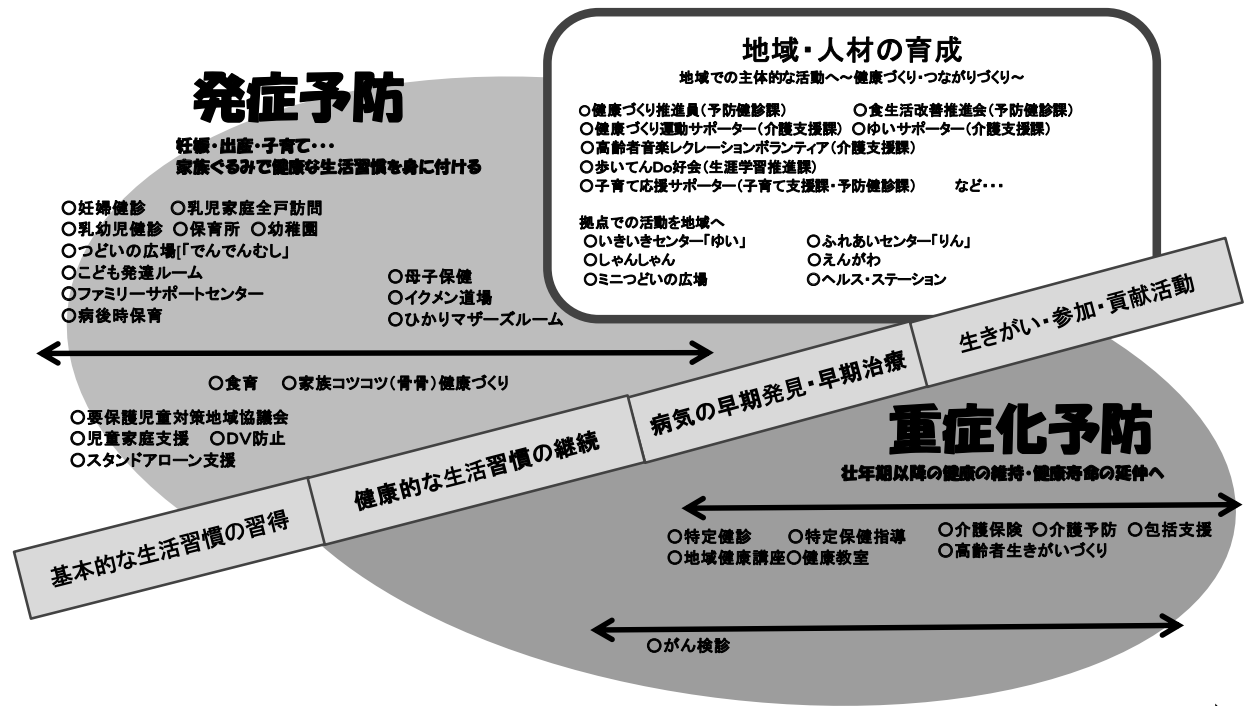 発症予防
妊娠・出産・子育て・・・
家族ぐるみで健康な生活習慣を身に付ける
○妊婦健診 ○乳児家庭全戸訪問
○乳幼児健診 ○保育所 ○幼稚園
○つどいの広場[「でんでんむし」
○こども発達ルーム
○ファミリーサポートセンター
○病後時保育
○母子保健
○イクメン道場
○ひかりマザーズルーム
○食育 ○家族コツコツ(骨骨)健康づくり
○要保護児童対策地域協議会
○児童家庭支援 ○DV防止
○スタンドアローン支援
地域・人材の育成
地域での主体的な活動へ～健康づくり・つながりづくり～
○健康づくり推進員(予防健診課) ○食生活改善推進会(予防健診課)
○健康づくり運動サポーター(介護支援課) ○ゆいサポーター(介護支援課)
○高齢者音楽レクレーションボランティア(介護支援課)
○歩いてんDo好会(生涯学習推進課)
○子育て応援サポーター(子育て支援課・予防健診課) など・・・
拠点での活動を地域へ
○いきいきセンター「ゆい」 ○ふれあいセンター「りん」
○しゃんしゃん ○えんがわ
○ミニつどいの広場 ○ヘルス・ステーション
基本的な生活習慣の習得
健康的な生活習慣の継続
病気の早期発見・早期治療
生きがい・参加・貢献活動
重症化予防
壮年期以降の健康の維持・健康寿命の延伸へ
○特定健診 ○特定保健指導
○地域健康講座○健康教室
○介護保険 ○介護予防 ○包括支援
○高齢者生きがいづくり
○がん検診